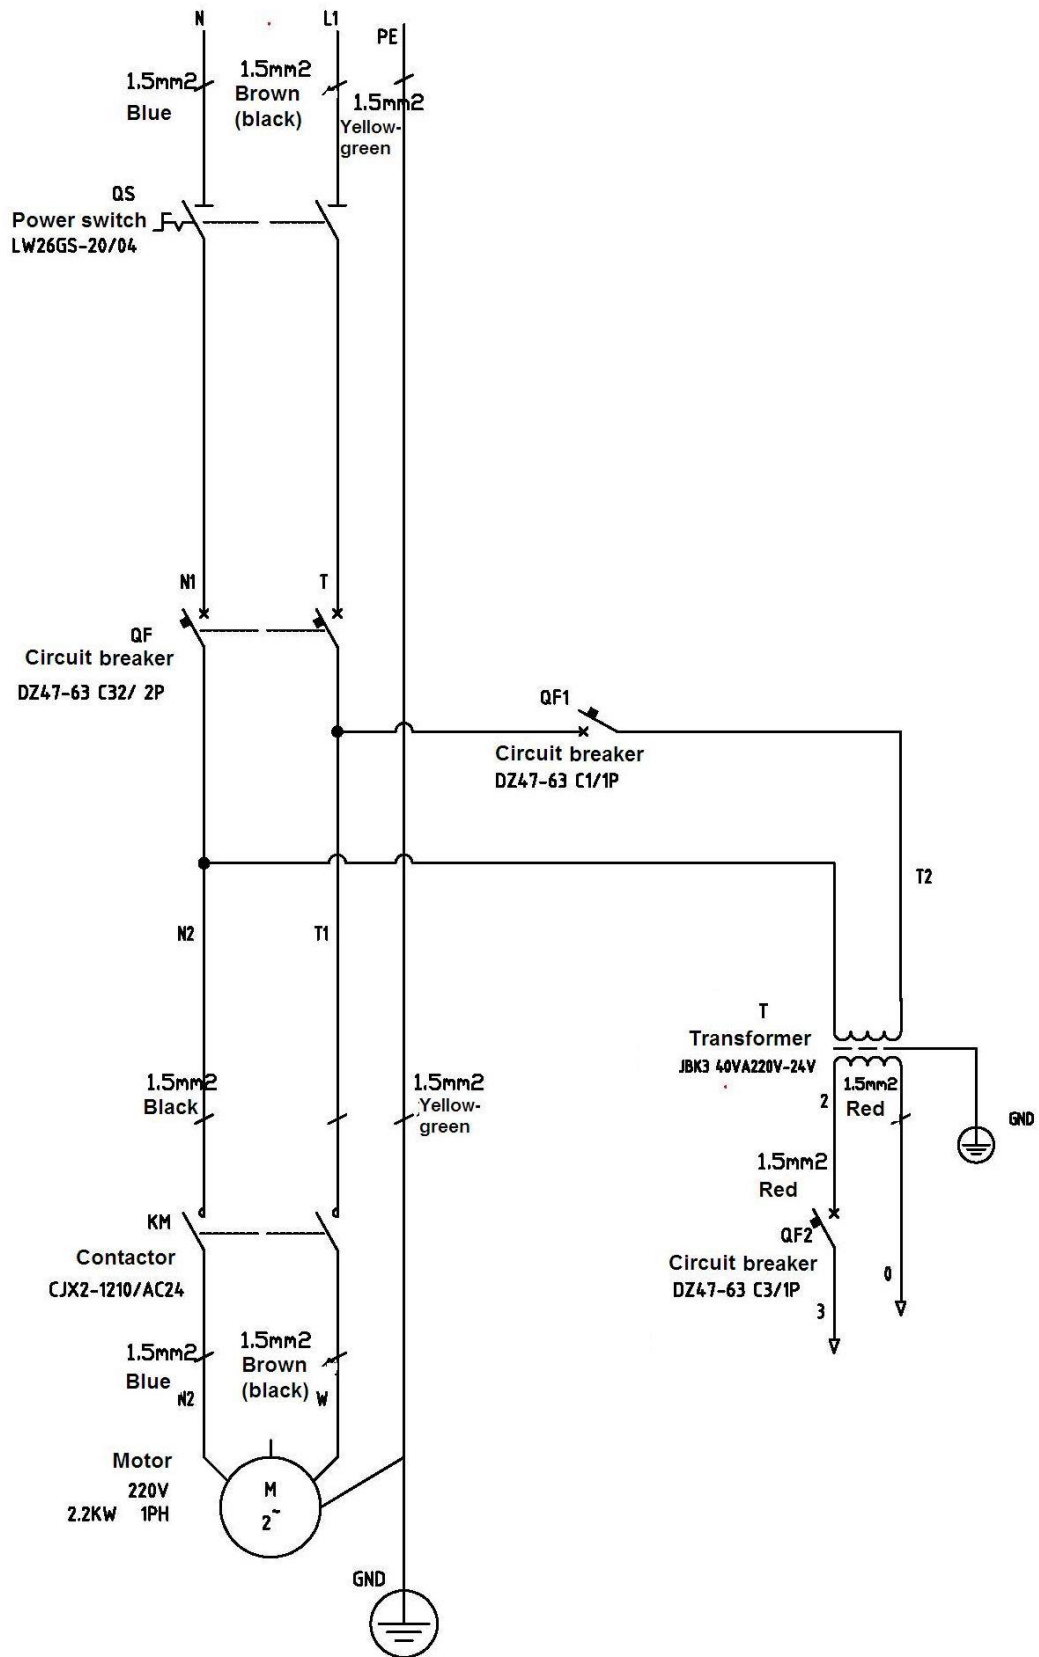 N
L1
PE
1.5mm2
Blue
1.5mm2
Brown
(black)
1.5mm2
Yellow-
green
QS
Power switch
LW26GS-20/04
N1
T
QF
Circuit breaker
DZ47-63 C32/ 2P
QF1
Circuit breaker
DZ47-63 C1/1P
T2
N2
T1
T
Transformer
JBK3 40VA220V-24V
1.5mm2
Black
1.5mm2
Yellow-
green
2
1.5mm2
Red
GND
1.5mm2
Red
KM
Contactor
CJX2-1210/AC24
QF2
Circuit breaker
DZ47-63 C3/1P
0
3
1.5mm2
Blue
1.5mm2
Brown
(black)
N2
W
Motor
220V
2.2KW 1PH
M
2~
GND